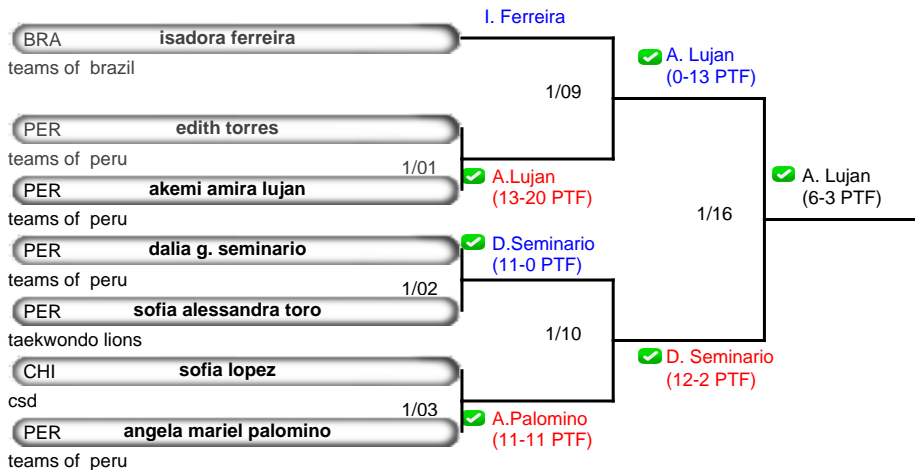 I. Ferreira
BRA isadora ferreira
teams of brazil
A. Lujan
(0-13 PTF)
1/09
PER edith torres
teams of peru
1/01
PER akemi amira lujan
teams of peru
A.Lujan
(13-20 PTF)
A. Lujan
(6-3 PTF)
1/16
PER dalia g. seminario
teams of peru
D.Seminario
(11-0 PTF)
1/02
PER sofia alessandra toro
taekwondo lions
1/10
D. Seminario
(12-2 PTF)
CHI sofia lopez
csd
1/03
PER angela mariel palomino
teams of peru
A.Palomino
(11-11 PTF)